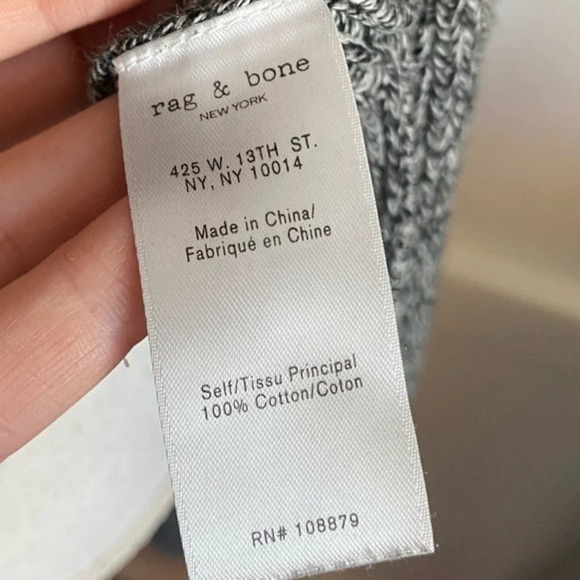 rag & bone
NEW YORK
425 W. 13TH ST.
NY, NY 10014
Made in China/
Fabriqué en Chine
Self/Tissu Principal
100% Cotton/Coton
RN# 108879